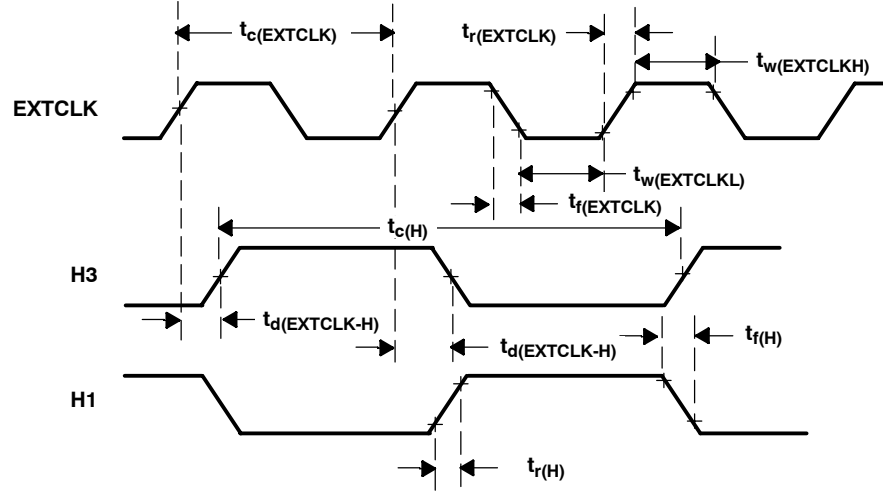 t_c(EXTCLK)
t_r(EXTCLK)
t_w(EXTCLKH)
EXTCLK
t_w(EXTCLKL)
t_f(EXTCLK)
t_c(H)
H3
t_d(EXTCLK-H)
t_d(EXTCLK-H)
t_f(H)
H1
t_r(H)